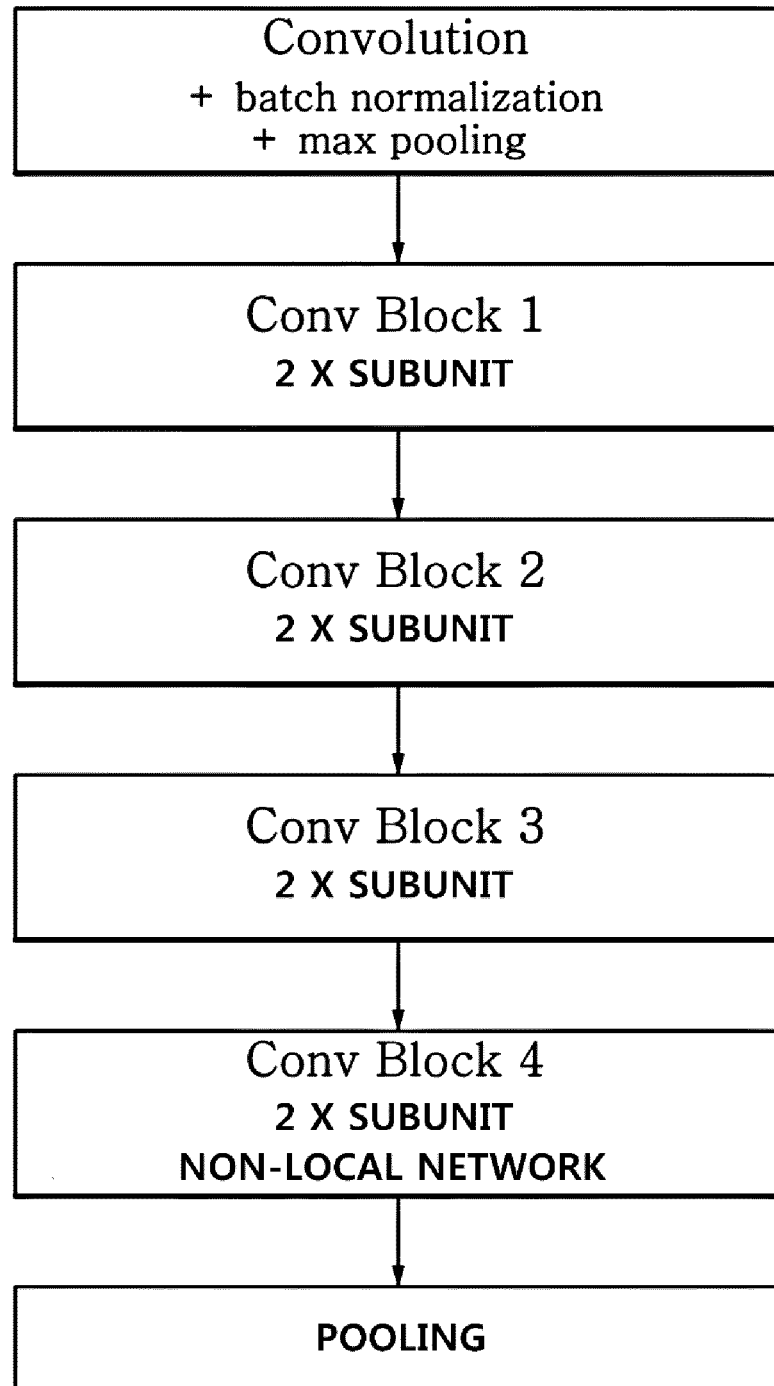 Convolution
+ batch normalization
+ max pooling
Conv Block 1
2 X SUBUNIT
Conv Block 2
2 X SUBUNIT
Conv Block 3
2 X SUBUNIT
Conv Block 4
2 X SUBUNIT
NON-LOCAL NETWORK
POOLING